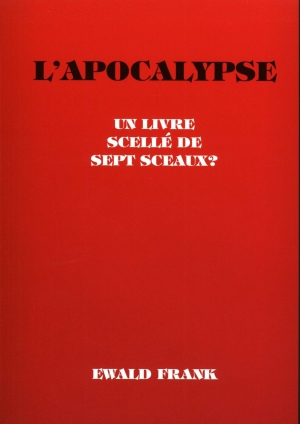 L'APOCALYPSE
UN LIVRE
SCELLÉ DE
SEPT SCEAUX?
EWALD FRANK